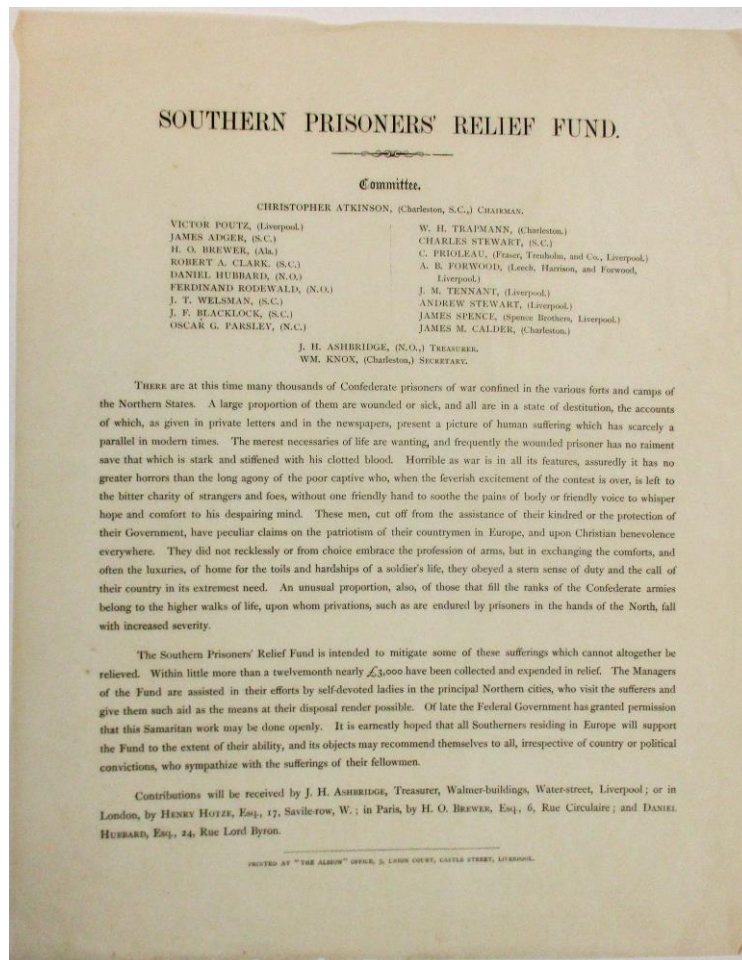 SOUTHERN PRISONERS' RELIEF FUND.
Committee.
CHRISTOPHER ATKINSON, (Charleston, S.C.,) CHAIRMAN.
VICTOR POUTZ, (Liverpool.)
JAMES ADGER, (S.C.)
H. O. BREWER, (Ala.)
ROBERT A. CLARK. (S.C.)
DANIEL HUBBARD, (N.O.)
FERDINAND RODEWALD, (N.O.)
J. T. WELSMAN, (S.C.)
J. F. BLACKLOCK, (S.C.)
OSCAR G. PARSLEY, (N.C.)
W. H. TRAPMANN, (Charleston.)
CHARLES STEWART, (S.C.)
C. PRIOLEAU, (Fraser, Trenholm, and Co., Liverpool.)
A. B. FORWOOD, (Leech, Harrison, and Forwood,
Liverpool.)
J. M. TENNANT, (Liverpool.)
ANDREW STEWART, (Liverpool.)
JAMES SPENCE, (Spence Brothers, Liverpool.)
JAMES M. CALDER, (Charleston.)
J. H. ASHBRIDGE, (N.O.,) TREASURER.
WM. KNOX, (Charleston,) SECRETARY.
THERE are at this time many thousands of Confederate prisoners of war confined in the various forts and camps of
the Northern States. A large proportion of them are wounded or sick, and all are in a state of destitution, the accounts
of which, as given in private letters and in the newspapers, present a picture of human suffering which has scarcely a
parallel in modern times. The merest necessaries of life are wanting, and frequently the wounded prisoner has no raiment
save that which is stark and stiffened with his clotted blood. Horrible as war is in all its features, assuredly it has no
greater horrors than the long agony of the poor captive who, when the feverish excitement of the contest is over, is left to
the bitter charity of strangers and foes, without one friendly hand to soothe the pains of body or friendly voice to whisper
hope and comfort to his despairing mind. These men, cut off from the assistance of their kindred or the protection of
their Government, have peculiar claims on the patriotism of their countrymen in Europe, and upon Christian benevolence
everywhere. They did not recklessly or from choice embrace the profession of arms, but in exchanging the comforts, and
often the luxuries, of home for the toils and hardships of a soldier's life, they obeyed a stern sense of duty and the call of
their country in its extremest need. An unusual proportion, also, of those that fill the ranks of the Confederate armies
belong to the higher walks of life, upon whom privations, such as are endured by prisoners in the hands of the North, fall
with increased severity.
The Southern Prisoners' Relief Fund is intended to mitigate some of these sufferings which cannot altogether be
relieved. Within little more than a twelvemonth nearly £3,000 have been collected and expended in relief. The Managers
of the Fund are assisted in their efforts by self-devoted ladies in the principal Northern cities, who visit the sufferers and
give them such aid as the means at their disposal render possible. Of late the Federal Government has granted permission
that this Samaritan work may be done openly. It is earnestly hoped that all Southerners residing in Europe will support
the Fund to the extent of their ability, and its objects may recommend themselves to all, irrespective of country or political
convictions, who sympathize with the sufferings of their fellowmen.
Contributions will be received by J. H. ASHBRIDGE, Treasurer, Walmer-buildings, Water-street, Liverpool; or in
London, by HENRY HOTZE, Esq., 17, Savile-row, W.; in Paris, by H. O. BREWER, Esq., 6, Rue Circulaire; and DANIEL
HUBBARD, Esq., 24, Rue Lord Byron.
PRINTED AT "THE ALBION" OFFICE, 3, UNION COURT, CASTLE STREET, LIVERPOOL.